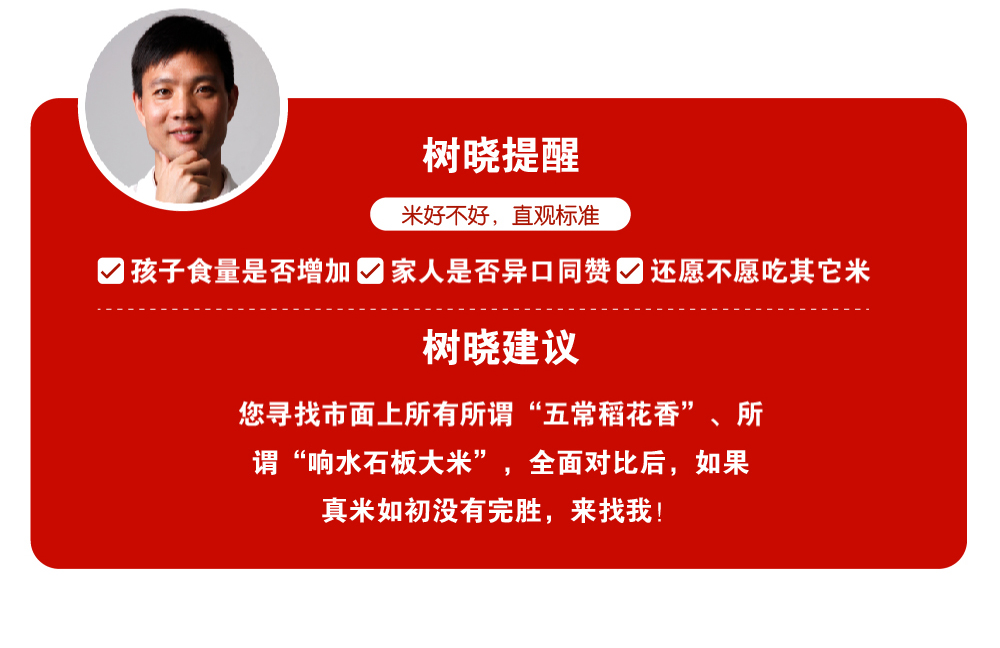 树晓提醒
米好不好，直观标准
孩子食量是否增加 家人是否异口同赞 还愿不愿吃其它米
树晓建议
您寻找市面上所有所谓“五常稻花香”、所
谓“响水石板大米”，全面对比后，如果
真米如初没有完胜，来找我！